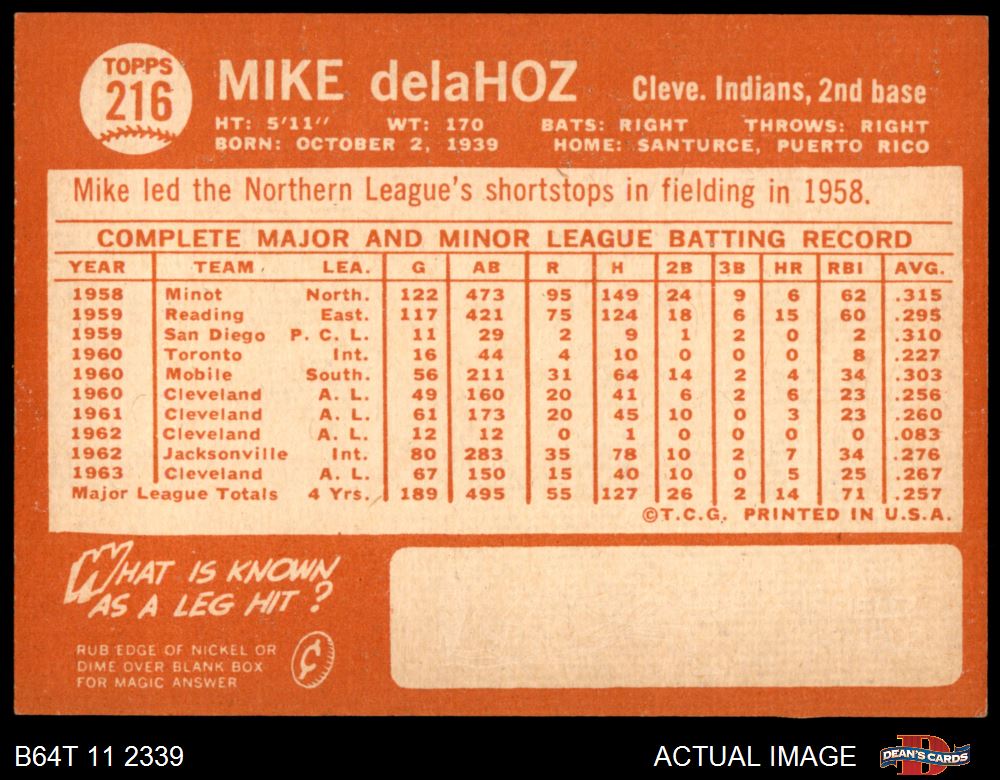 TOPPS
216
MIKE delaHOZ Cleve. Indians, 2nd base
HT: 5'11" WT: 170 BATS: RIGHT THROWS: RIGHT
BORN: OCTOBER 2, 1939 HOME: SANTURCE, PUERTO RICO
Mike led the Northern League's shortstops in fielding in 1958.
COMPLETE MAJOR AND MINOR LEAGUE BATTING RECORD
YEAR TEAM LEA. G AB R H 2B 3B HR RBI AVG.
1958 Minot North. 122 473 95 149 24 9 6 62 .315
1959 Reading East. 117 421 75 124 18 6 15 60 .295
1959 San Diego P. C. L. 11 29 2 9 1 2 0 2 .310
1960 Toronto Int. 16 44 4 10 0 0 0 8 .227
1960 Mobile South. 56 211 31 64 14 2 4 34 .303
1960 Cleveland A. L. 49 160 20 41 6 2 6 23 .256
1961 Cleveland A. L. 61 173 20 45 10 0 3 23 .260
1962 Cleveland A. L. 12 12 0 1 0 0 0 0 .083
1962 Jacksonville Int. 80 283 35 78 10 2 7 34 .276
1963 Cleveland A. L. 67 150 15 40 10 0 5 25 .267
Major League Totals 4 Yrs. 189 495 55 127 26 2 14 71 .257
©T.C.G. PRINTED IN U.S.A.
WHAT IS KNOWN
AS A LEG HIT?
RUB EDGE OF NICKEL OR
DIME OVER BLANK BOX
FOR MAGIC ANSWER
¢
B64T 11 2339 ACTUAL IMAGE DEAN'S CARDS